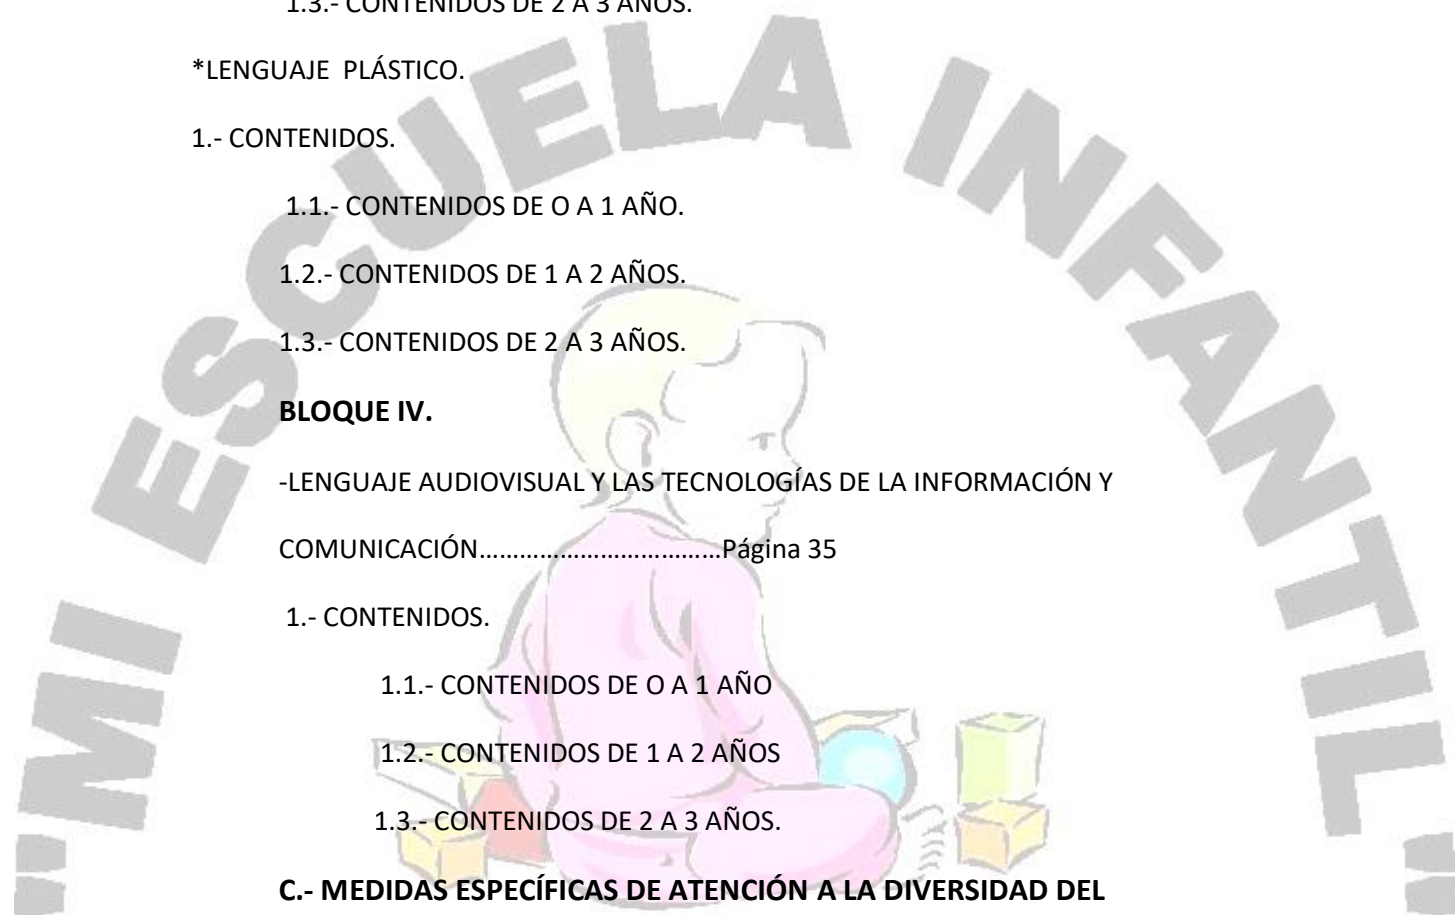 1.3.- CONTENIDOS DE 2 A 3 AÑOS.
*LENGUAJE PLÁSTICO.
1.- CONTENIDOS.
1.1.- CONTENIDOS DE O A 1 AÑO.
1.2.- CONTENIDOS DE 1 A 2 AÑOS.
1.3.- CONTENIDOS DE 2 A 3 AÑOS.
BLOQUE IV.
-LENGUAJE AUDIOVISUAL Y LAS TECNOLOGÍAS DE LA INFORMACIÓN Y
COMUNICACIÓN………………………………Página 35
1.- CONTENIDOS.
1.1.- CONTENIDOS DE O A 1 AÑO
1.2.- CONTENIDOS DE 1 A 2 AÑOS
1.3.- CONTENIDOS DE 2 A 3 AÑOS.
C.- MEDIDAS ESPECÍFICAS DE ATENCIÓN A LA DIVERSIDAD DEL
"MI ESCUELA INFANTIL"